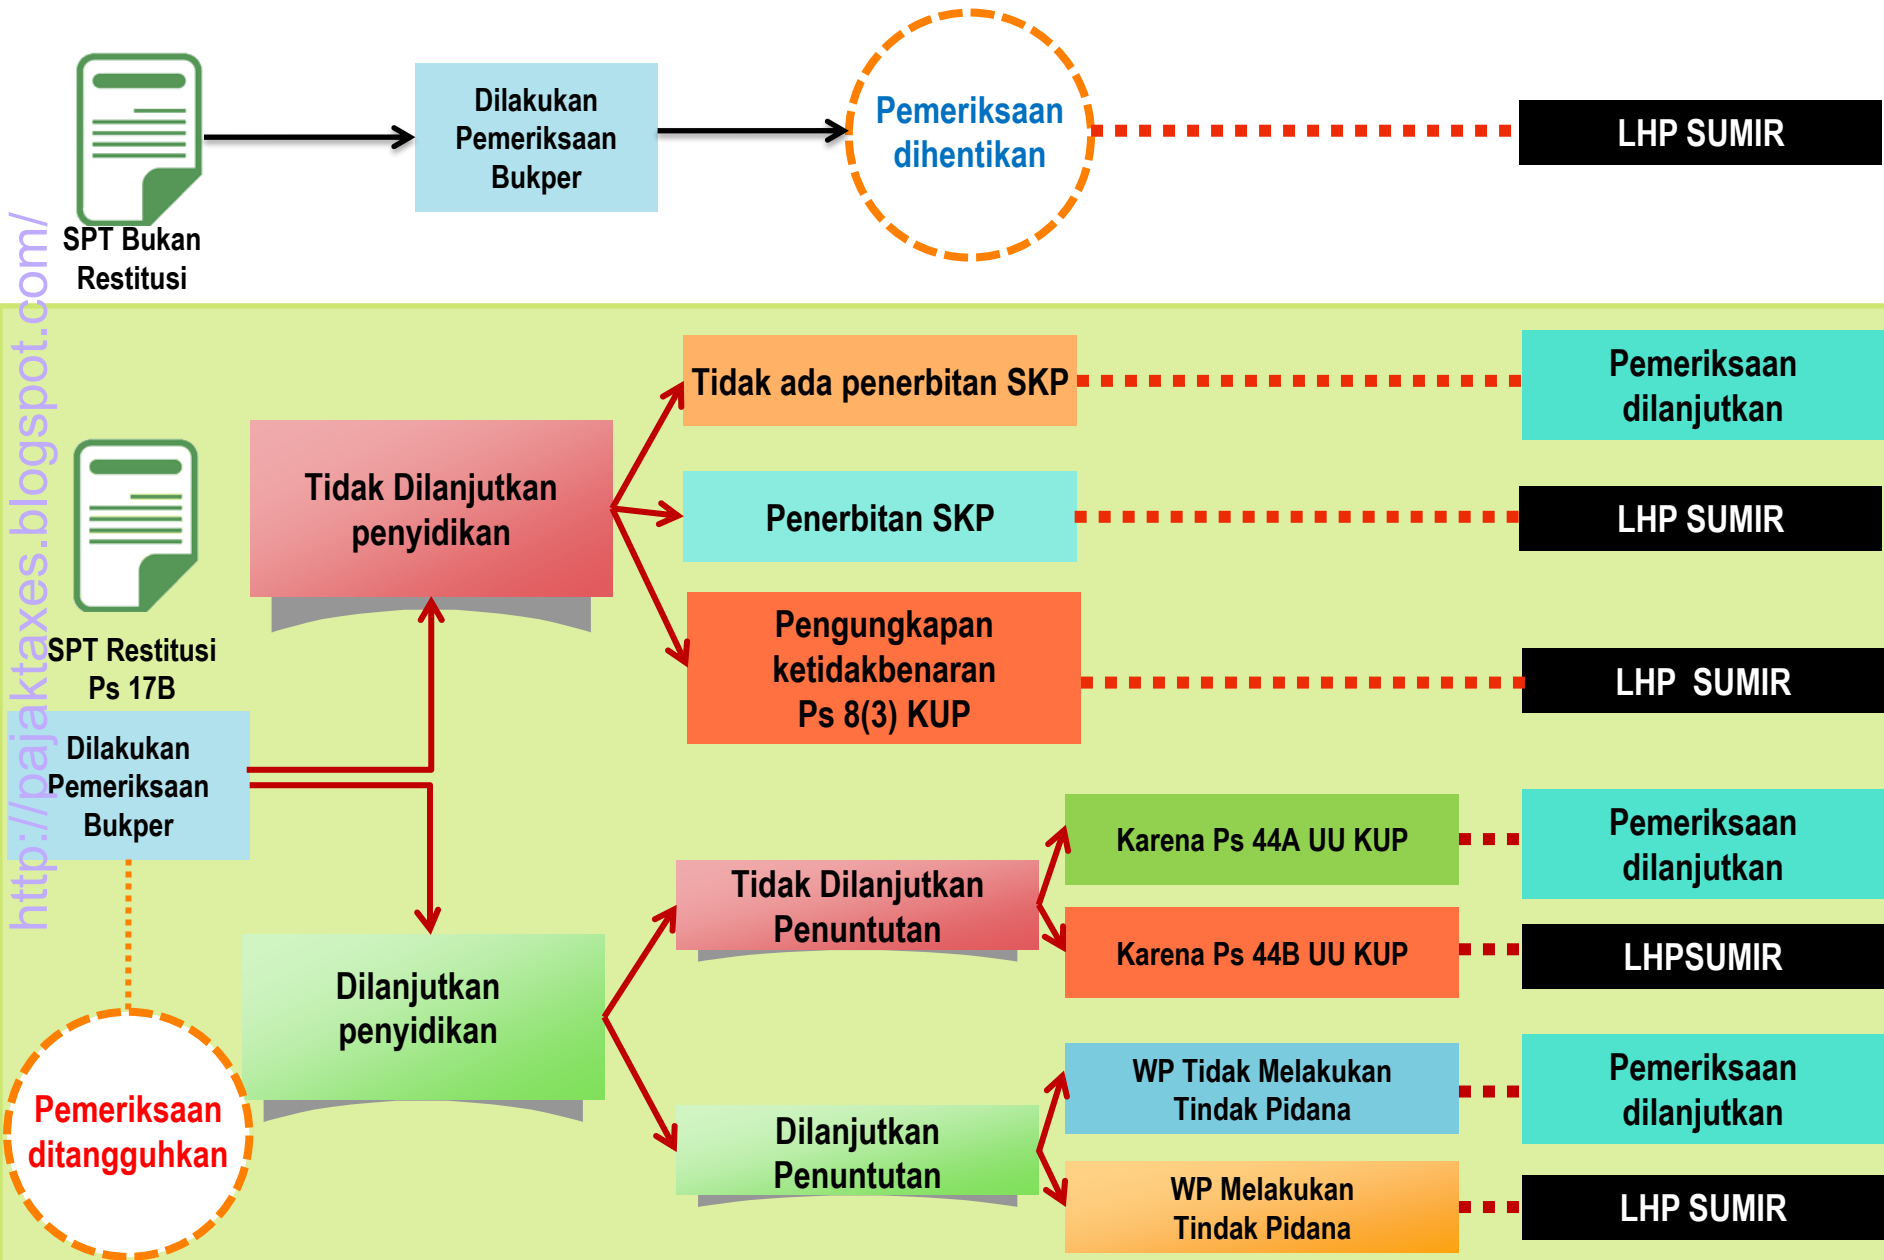 Dilakukan
Pemeriksaan
Bukper
Pemeriksaan
dihentikan
LHP SUMIR
SPT Bukan
Restitusi
http://pajaktaxes.blogspot.com/
Tidak ada penerbitan SKP
Pemeriksaan
dilanjutkan
Tidak Dilanjutkan
penyidikan
Penerbitan SKP
LHP SUMIR
SPT Restitusi
Ps 17B
Pengungkapan
ketidakbenaran
Ps 8(3) KUP
LHP SUMIR
Dilakukan
Pemeriksaan
Bukper
Karena Ps 44A UU KUP
Pemeriksaan
dilanjutkan
Tidak Dilanjutkan
Penuntutan
Karena Ps 44B UU KUP
LHPSUMIR
Dilanjutkan
penyidikan
WP Tidak Melakukan
Tindak Pidana
Pemeriksaan
dilanjutkan
Pemeriksaan
ditangguhkan
Dilanjutkan
Penuntutan
WP Melakukan
Tindak Pidana
LHP SUMIR